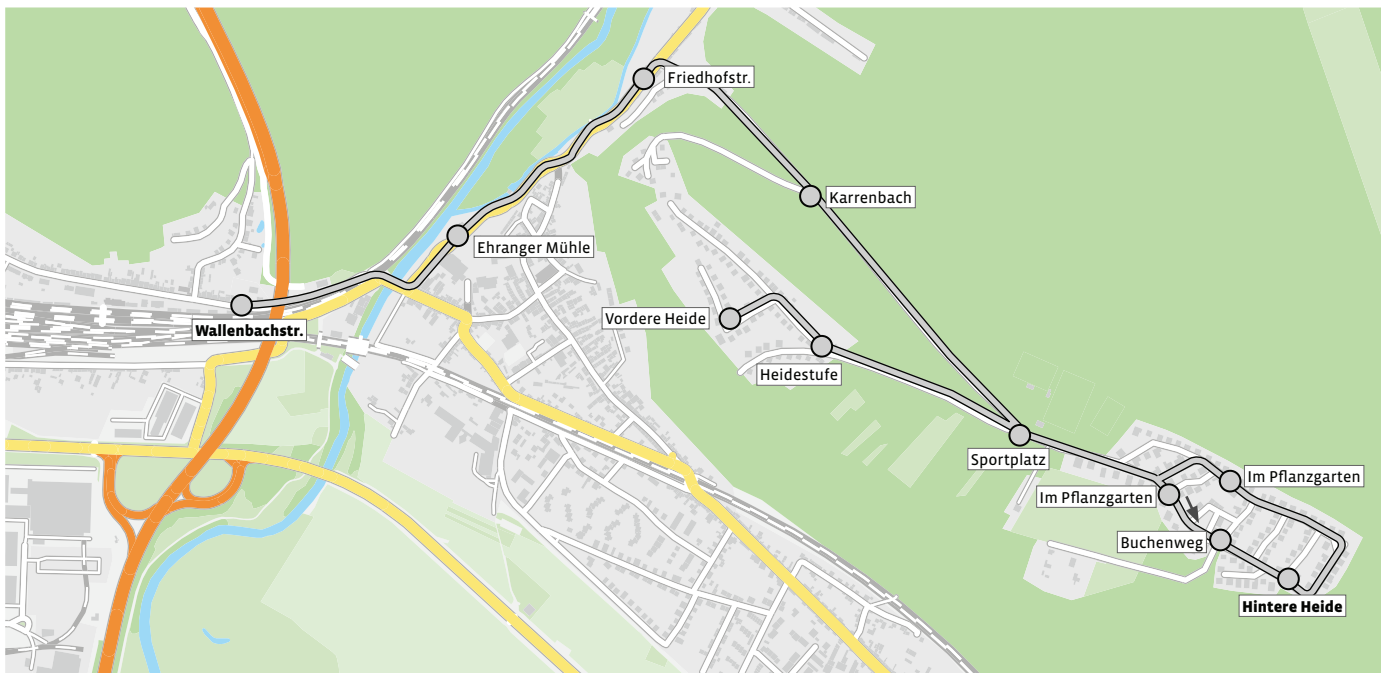 Friedhofstr.
Karrenbach
Ehranger Mühle
Vordere Heide
Wallenbachstr.
Heidestufe
Sportplatz
Im Pflanzgarten
Im Pflanzgarten
Buchenweg
Hintere Heide